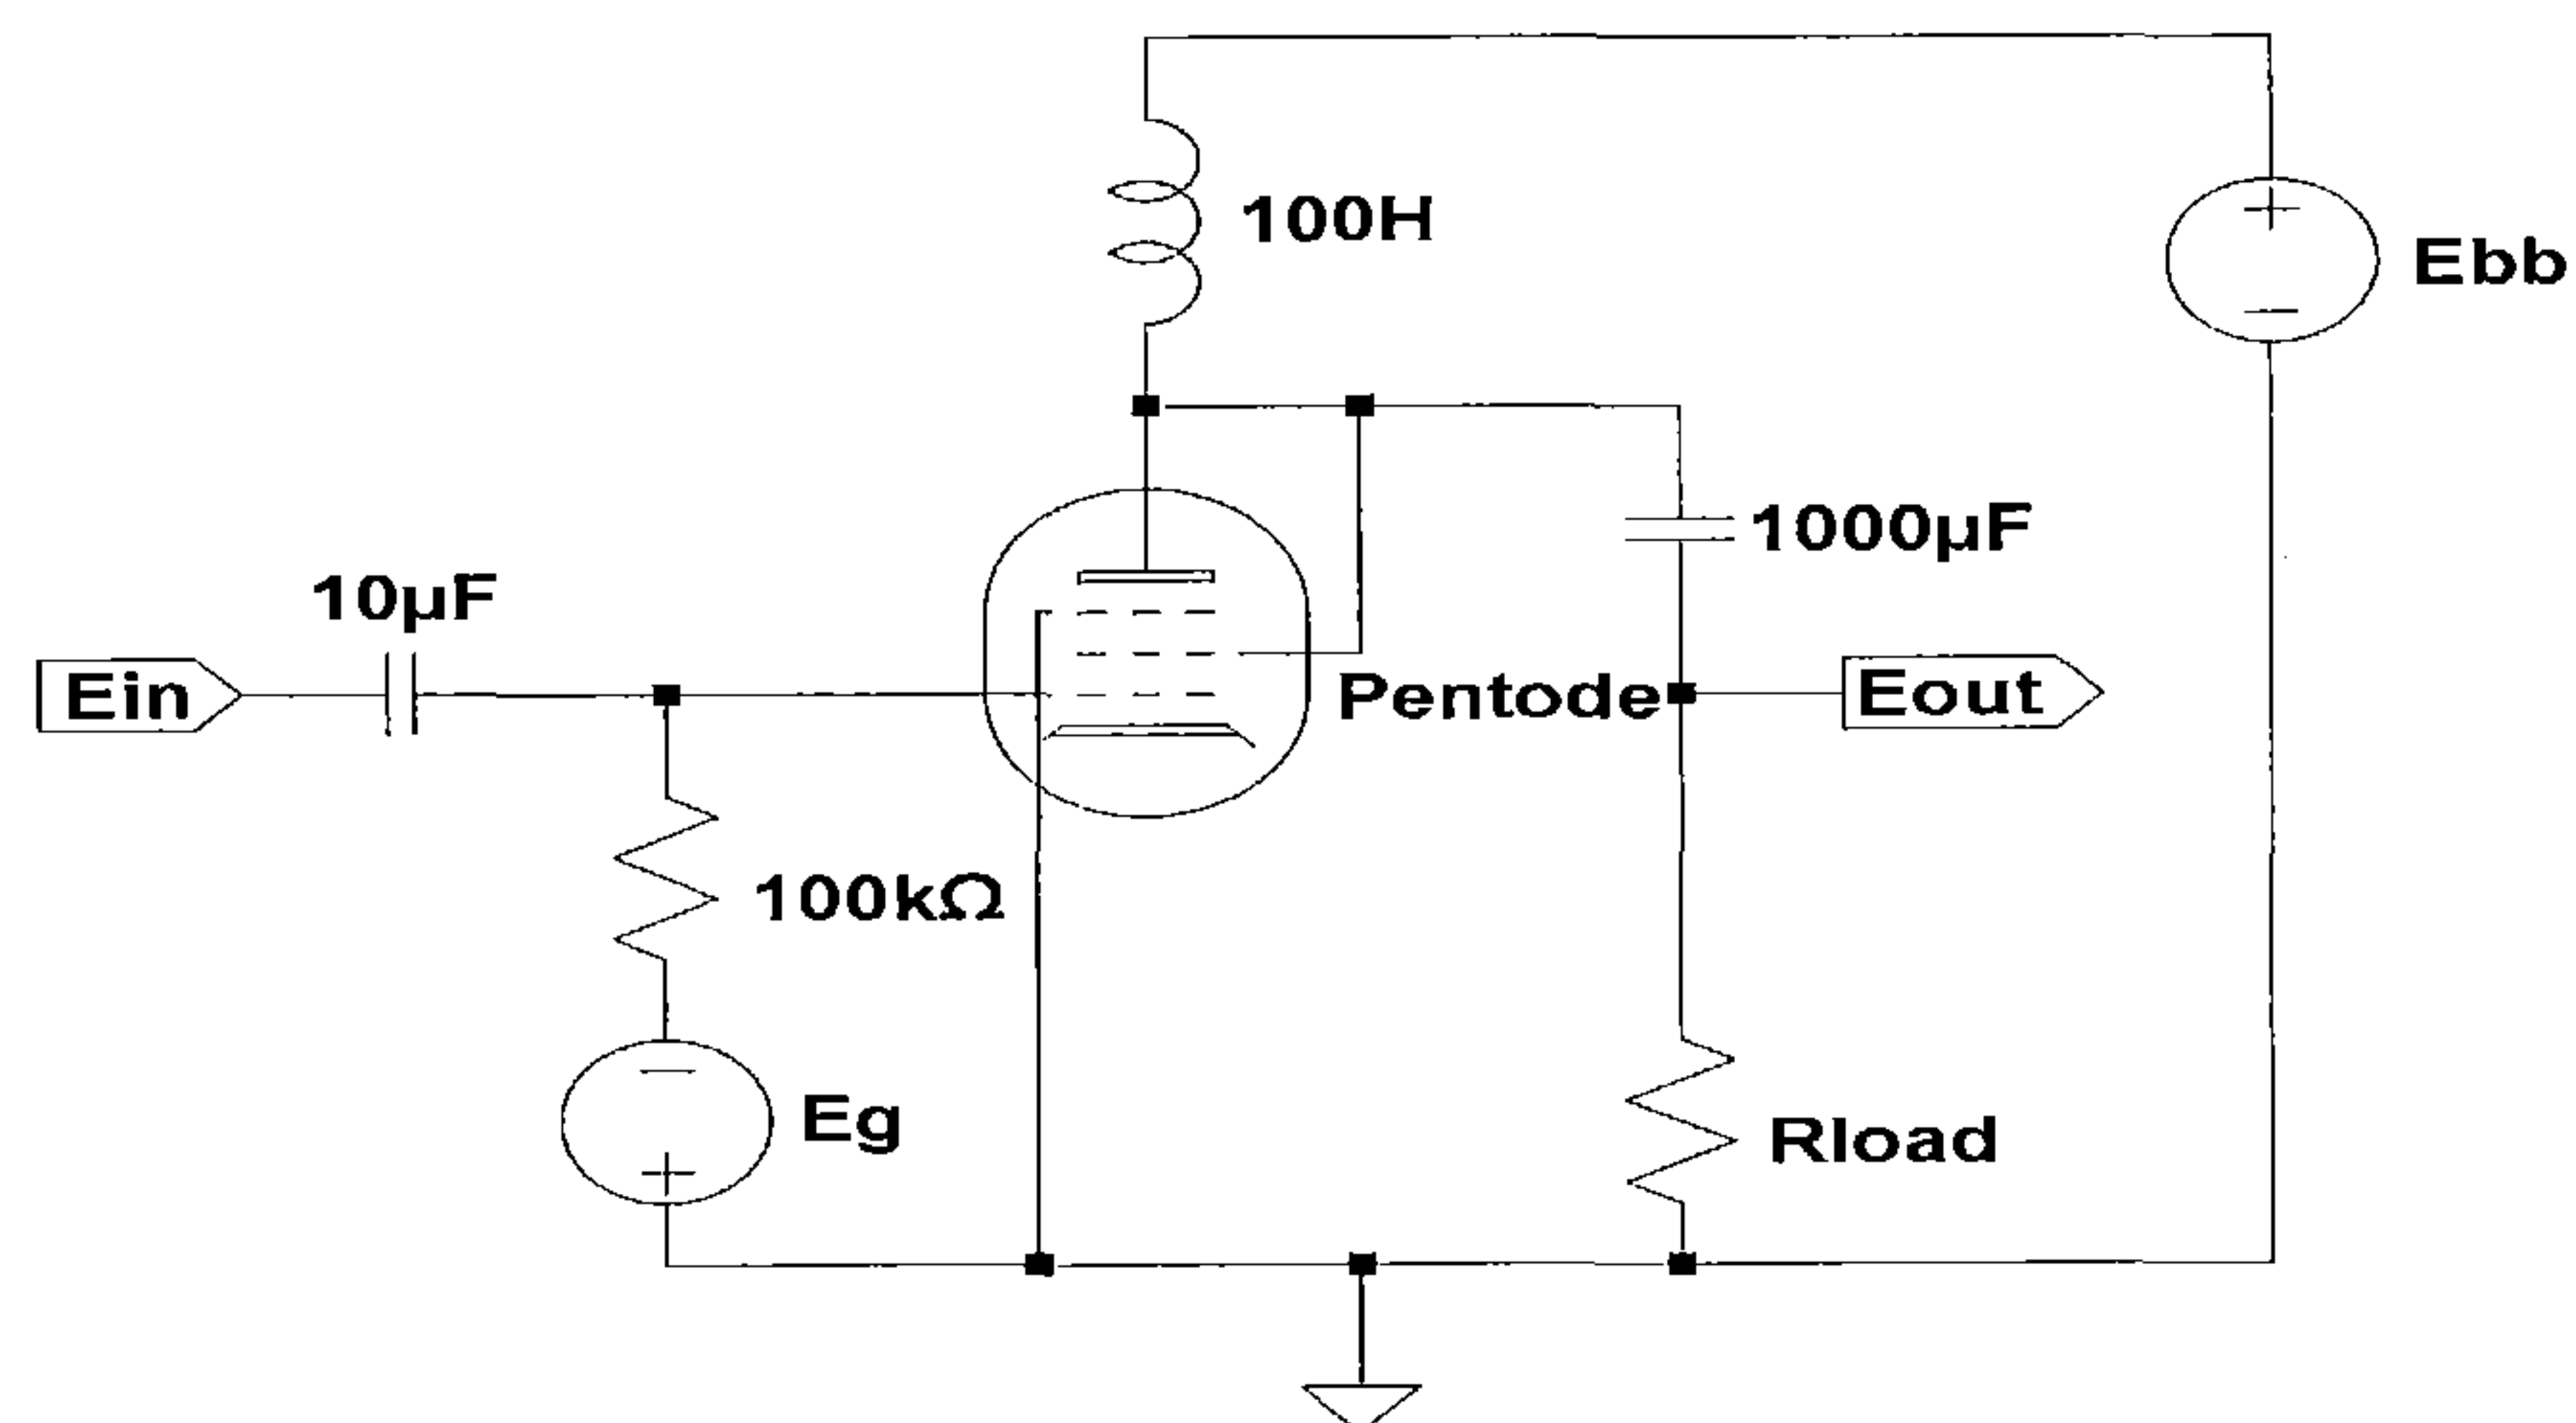 100H
Ebb
1000µF
10µF
Ein
Pentode
Eout
100kΩ
Eg
Rload